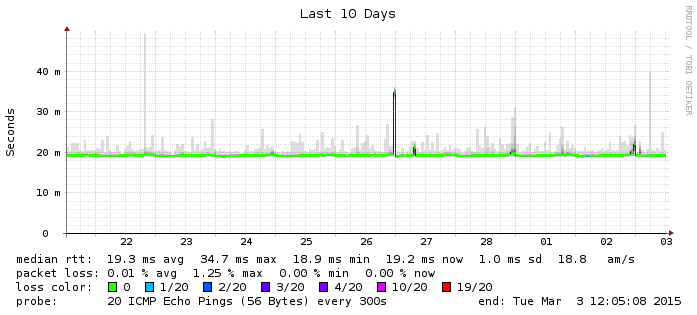 Last 10 Days
RRDTOOL / TOBI OETIKER
Seconds
40 m
30 m
20 m
10 m
0
22 23 24 25 26 27 28 01 02 03
median rtt: 19.3 ms avg 34.7 ms max 18.9 ms min 19.2 ms now 1.0 ms sd 18.8 am/s
packet loss: 0.01 % avg 1.25 % max 0.00 % min 0.00 % now
loss color: 0 1/20 2/20 3/20 4/20 10/20 19/20
probe: 20 ICMP Echo Pings (56 Bytes) every 300s end: Tue Mar 3 12:05:08 2015